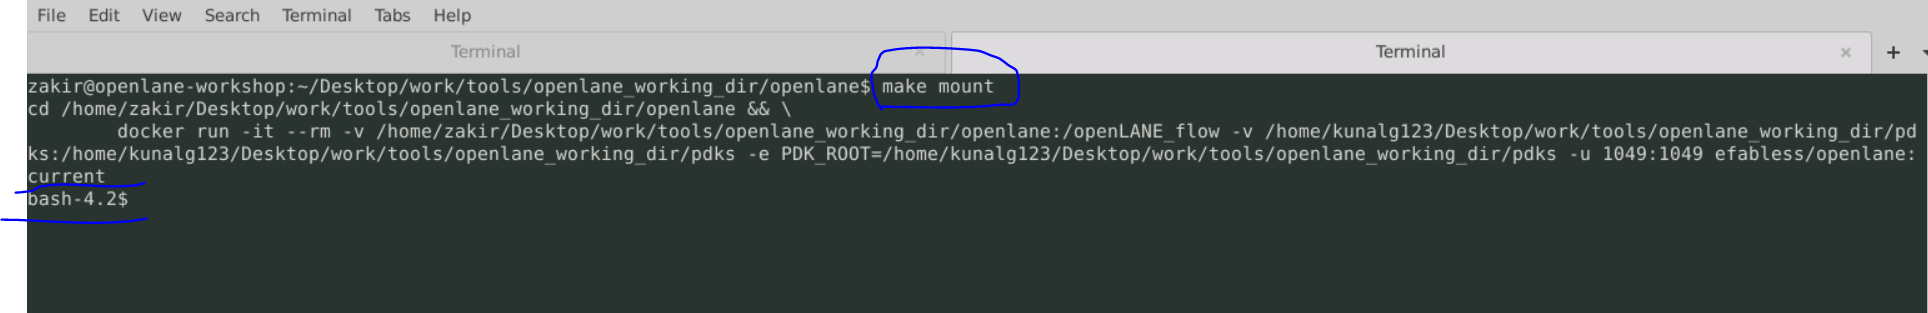 File Edit View Search Terminal Tabs Help
Terminal × Terminal × +
zakir@openlane-workshop:~/Desktop/work/tools/openlane_working_dir/openlane$ make mount
cd /home/zakir/Desktop/work/tools/openlane_working_dir/openlane && \
        docker run -it --rm -v /home/zakir/Desktop/work/tools/openlane_working_dir/openlane:/openLANE_flow -v /home/kunalg123/Desktop/work/tools/openlane_working_dir/pd
ks:/home/kunalg123/Desktop/work/tools/openlane_working_dir/pdks -e PDK_ROOT=/home/kunalg123/Desktop/work/tools/openlane_working_dir/pdks -u 1049:1049 efabless/openlane:
current
bash-4.2$